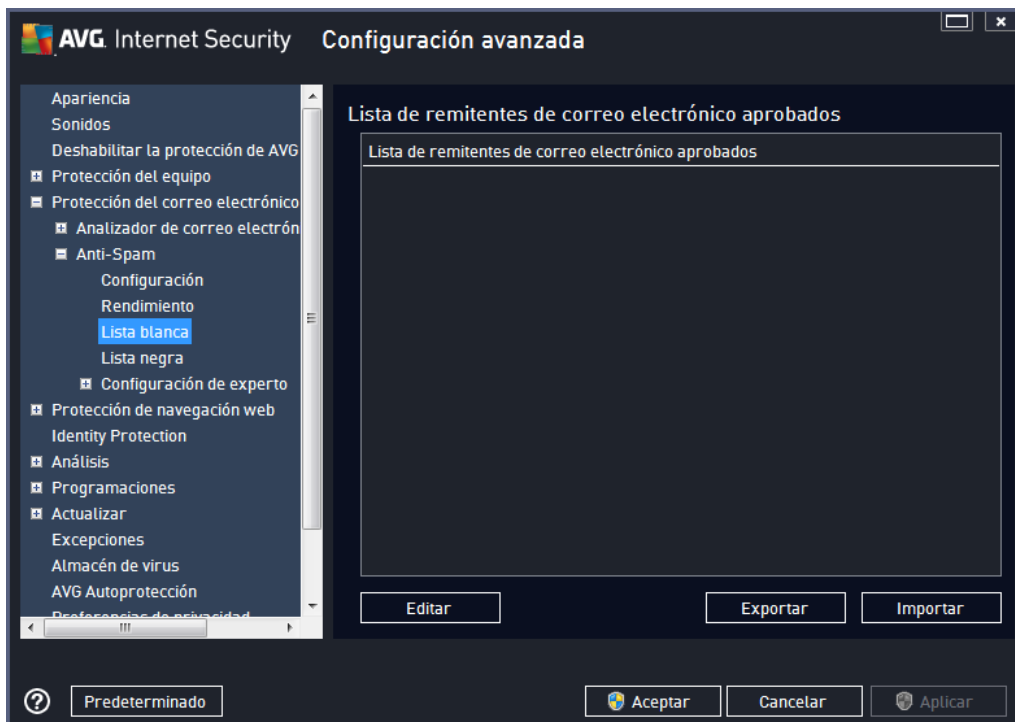 AVG. Internet Security
Configuración avanzada
Apariencia
Sonidos
Deshabilitar la protección de AVG
Protección del equipo
Protección del correo electrónico
Analizador de correo electrón
Anti-Spam
Configuración
Rendimiento
Lista blanca
Lista negra
Configuración de experto
Protección de navegación web
Identity Protection
Análisis
Programaciones
Actualizar
Excepciones
Almacén de virus
AVG Autoprotección
Preferencias de privacidad
Lista de remitentes de correo electrónico aprobados
Lista de remitentes de correo electrónico aprobados
Editar
Exportar
Importar
Predeterminado
Aceptar
Cancelar
Aplicar